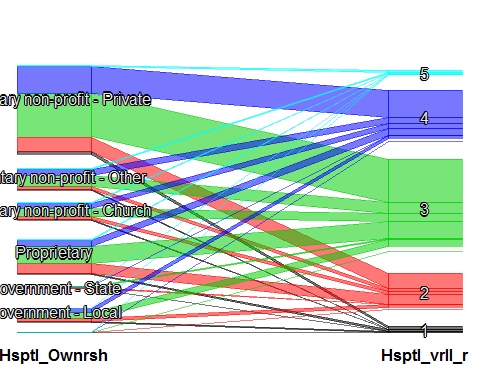 5
ary non-profit - Private
4
tary non-profit - Other
ary non-profit - Church
3
Proprietary
overnment - State
2
overnment - Local
1
Hsptl_Ownrsh
Hsptl_vrll_r